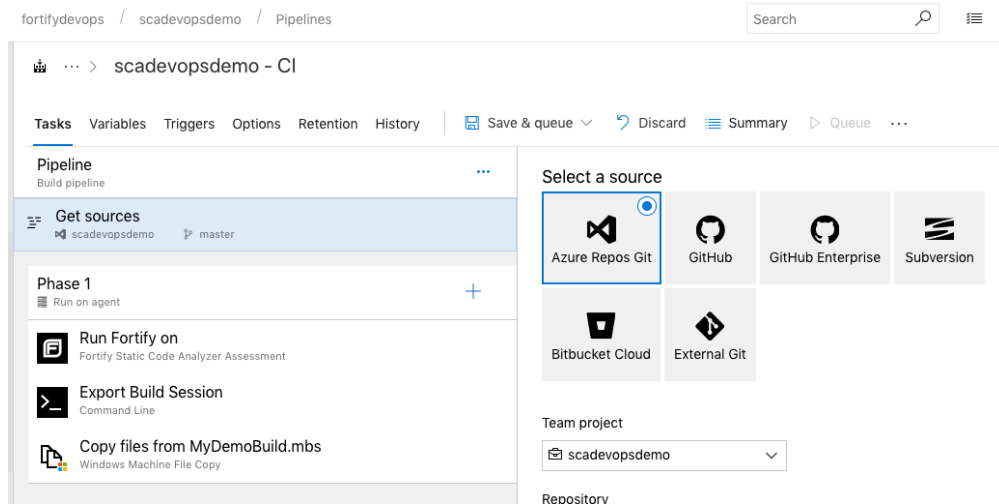 fortifydevops / scadevopsdemo / Pipelines
Search
... > scadevopsdemo - CI
Tasks Variables Triggers Options Retention History Save & queue Discard Summary Queue ...
Pipeline
Build pipeline
...
Get sources
scadevopsdemo master
Phase 1
Run on agent
+
Run Fortify on
Fortify Static Code Analyzer Assessment
Export Build Session
Command Line
Copy files from MyDemoBuild.mbs
Windows Machine File Copy
Select a source
Azure Repos Git GitHub GitHub Enterprise Subversion
Bitbucket Cloud External Git
Team project
scadevopsdemo
Repository